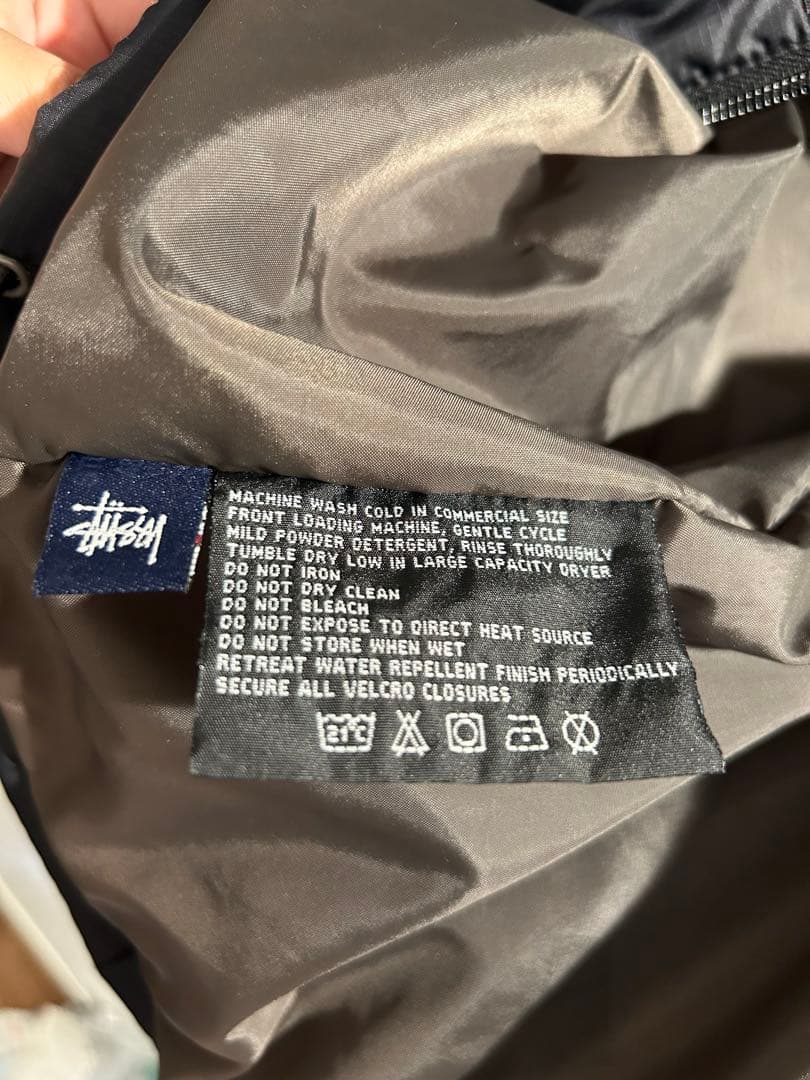 Stüssy
MACHINE WASH COLD IN COMMERCIAL SIZE
FRONT LOADING MACHINE, GENTLE CYCLE
MILD POWDER DETERGENT, RINSE THOROUGHLY
TUMBLE DRY LOW IN LARGE CAPACITY DRYER
DO NOT IRON
DO NOT DRY CLEAN
DO NOT BLEACH
DO NOT EXPOSE TO DIRECT HEAT SOURCE
DO NOT STORE WHEN WET
RETREAT WATER REPELLENT FINISH PERIODICALLY
SECURE ALL VELCRO CLOSURES
21°C